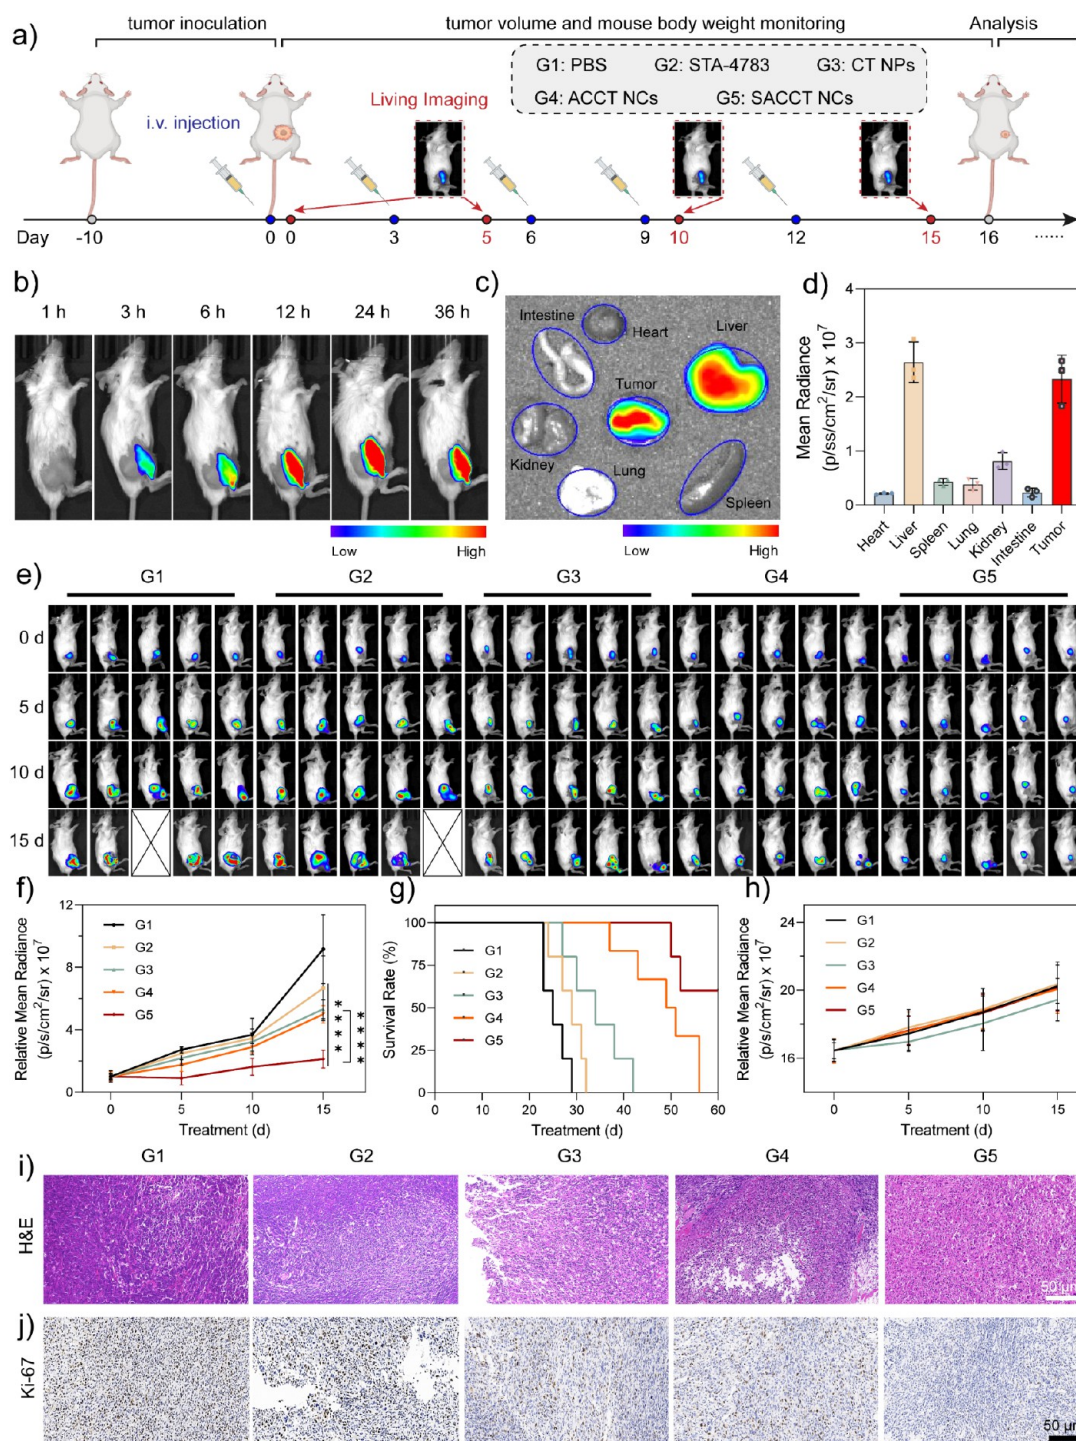 a)
tumor inoculation
tumor volume and mouse body weight monitoring
Analysis
G1: PBS G2: STA-4783 G3: CT NPs
G4: ACCT NCs G5: SACCT NCs
Living Imaging
i.v. injection
Day -10 0 0 3 5 6 9 10 12 15 16 ······
b)
1 h 3 h 6 h 12 h 24 h 36 h
Low High
c)
Intestine
Heart
Liver
Tumor
Kidney
Lung
Spleen
Low High
d)
Mean Radiance
(p/ss/cm²/sr) x 10⁷
4
3
2
1
0
Heart
Liver
Spleen
Lung
Kidney
Intestine
Tumor
e)
G1 G2 G3 G4 G5
0 d
5 d
10 d
15 d
f)
Relative Mean Radiance
(p/s/cm²/sr) x 10⁷
12
8
4
0
G1
G2
G3
G4
G5
****
****
0 5 10 15
Treatment (d)
g)
Survival Rate (%)
100
80
60
40
20
0
G1
G2
G3
G4
G5
0 10 20 30 40 50 60
Treatment (d)
h)
Relative Mean Radiance
(p/s/cm²/sr) x 10⁷
24
20
16
G1
G2
G3
G4
G5
0 5 10 15
Treatment (d)
i)
G1 G2 G3 G4 G5
H&E
50 μm
j)
Ki-67
50 μm